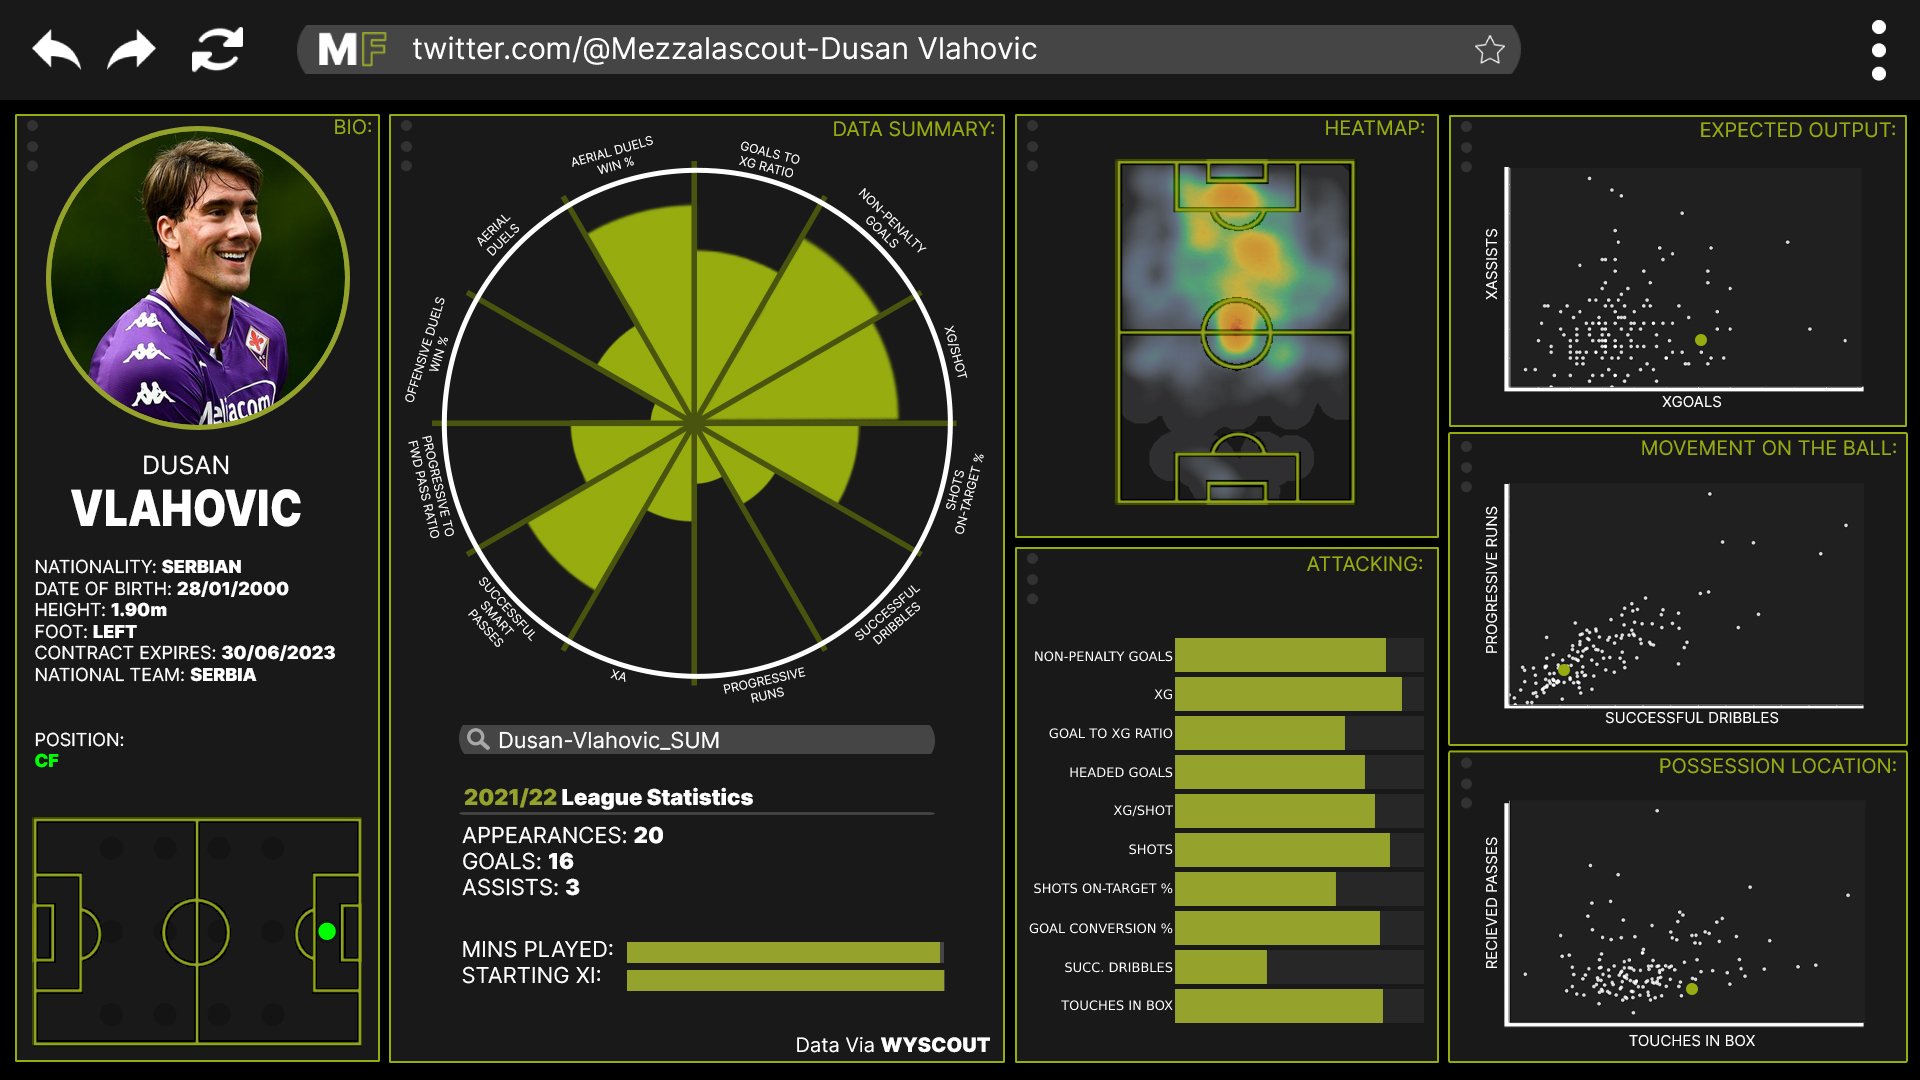 MF twitter.com/@Mezzalascout-Dusan Vlahovic
BIO:
Mediacom
DUSAN
VLAHOVIC
NATIONALITY: SERBIAN
DATE OF BIRTH: 28/01/2000
HEIGHT: 1.90m
FOOT: LEFT
CONTRACT EXPIRES: 30/06/2023
NATIONAL TEAM: SERBIA
POSITION:
CF
DATA SUMMARY:
AERIAL DUELS
WIN %
GOALS TO
XG RATIO
NON-PENALTY
GOALS
XG/SHOT
SHOTS
ON-TARGET %
SUCCESSFUL
DRIBBLES
PROGRESSIVE
RUNS
XA
SUCCESSFUL
SMART
PASSES
PROGRESSIVE TO
FWD PASS RATIO
OFFENSIVE DUELS
WIN %
AERIAL
DUELS
Dusan-Vlahovic_SUM
2021/22 League Statistics
APPEARANCES: 20
GOALS: 16
ASSISTS: 3
MINS PLAYED:
STARTING XI:
Data Via WYSCOUT
HEATMAP:
ATTACKING:
NON-PENALTY GOALS
XG
GOAL TO XG RATIO
HEADED GOALS
XG/SHOT
SHOTS
SHOTS ON-TARGET %
GOAL CONVERSION %
SUCC. DRIBBLES
TOUCHES IN BOX
EXPECTED OUTPUT:
XASSISTS
XGOALS
MOVEMENT ON THE BALL:
PROGRESSIVE RUNS
SUCCESSFUL DRIBBLES
POSSESSION LOCATION:
RECIEVED PASSES
TOUCHES IN BOX